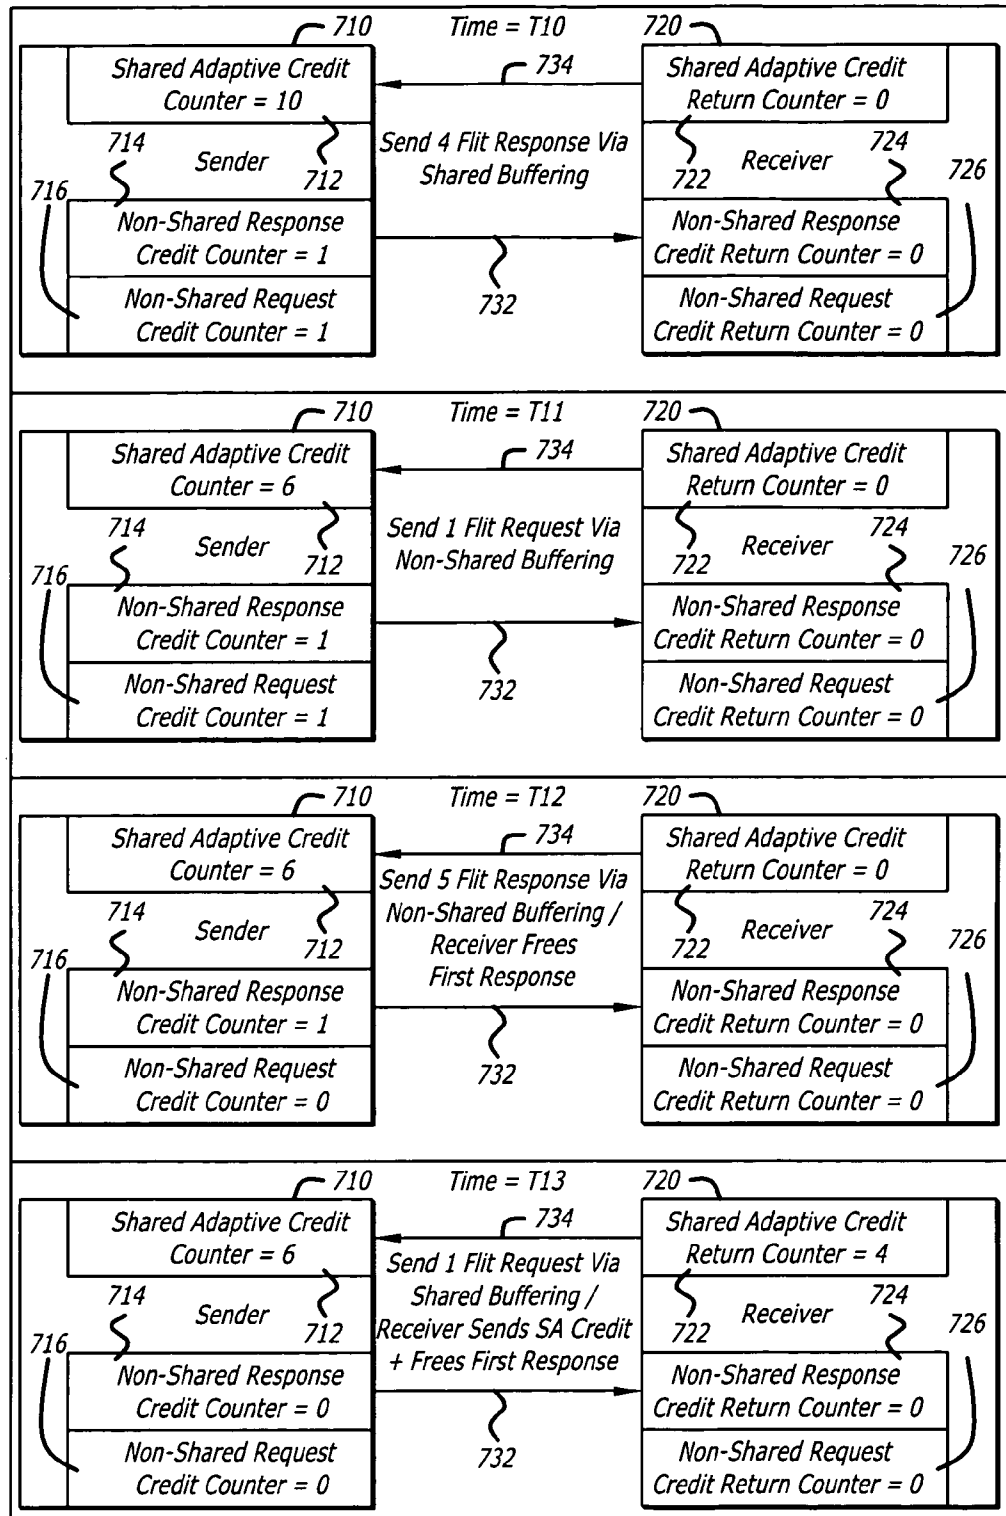 710 Time = T10 720
Shared Adaptive Credit
Counter = 10
734
Shared Adaptive Credit
Return Counter = 0
714 Sender 712
Send 4 Flit Response Via
Shared Buffering
722 Receiver 724
716
726
Non-Shared Response
Credit Counter = 1
Non-Shared Request
Credit Counter = 1
732
Non-Shared Response
Credit Return Counter = 0
Non-Shared Request
Credit Return Counter = 0
710 Time = T11 720
Shared Adaptive Credit
Counter = 6
734
Shared Adaptive Credit
Return Counter = 0
714 Sender 712
Send 1 Flit Request Via
Non-Shared Buffering
722 Receiver 724
716
726
Non-Shared Response
Credit Counter = 1
Non-Shared Request
Credit Counter = 1
732
Non-Shared Response
Credit Return Counter = 0
Non-Shared Request
Credit Return Counter = 0
710 Time = T12 720
Shared Adaptive Credit
Counter = 6
734
Shared Adaptive Credit
Return Counter = 0
714 Sender 712
Send 5 Flit Response Via
Non-Shared Buffering /
Receiver Frees
First Response
722 Receiver 724
716
726
Non-Shared Response
Credit Counter = 1
Non-Shared Request
Credit Counter = 0
732
Non-Shared Response
Credit Return Counter = 0
Non-Shared Request
Credit Return Counter = 0
710 Time = T13 720
Shared Adaptive Credit
Counter = 6
734
Shared Adaptive Credit
Return Counter = 4
714 Sender 712
Send 1 Flit Request Via
Shared Buffering /
Receiver Sends SA Credit
+ Frees First Response
722 Receiver 724
716
726
Non-Shared Response
Credit Counter = 0
Non-Shared Request
Credit Counter = 0
732
Non-Shared Response
Credit Return Counter = 0
Non-Shared Request
Credit Return Counter = 0